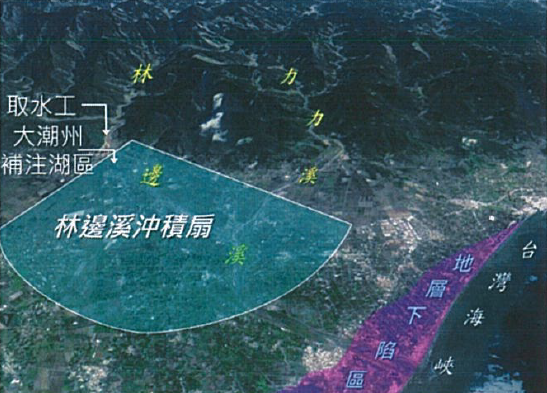 林邊溪
力力溪
取水工
大潮州
補注湖區
林邊溪沖積扇
地層下陷區
台灣海峽